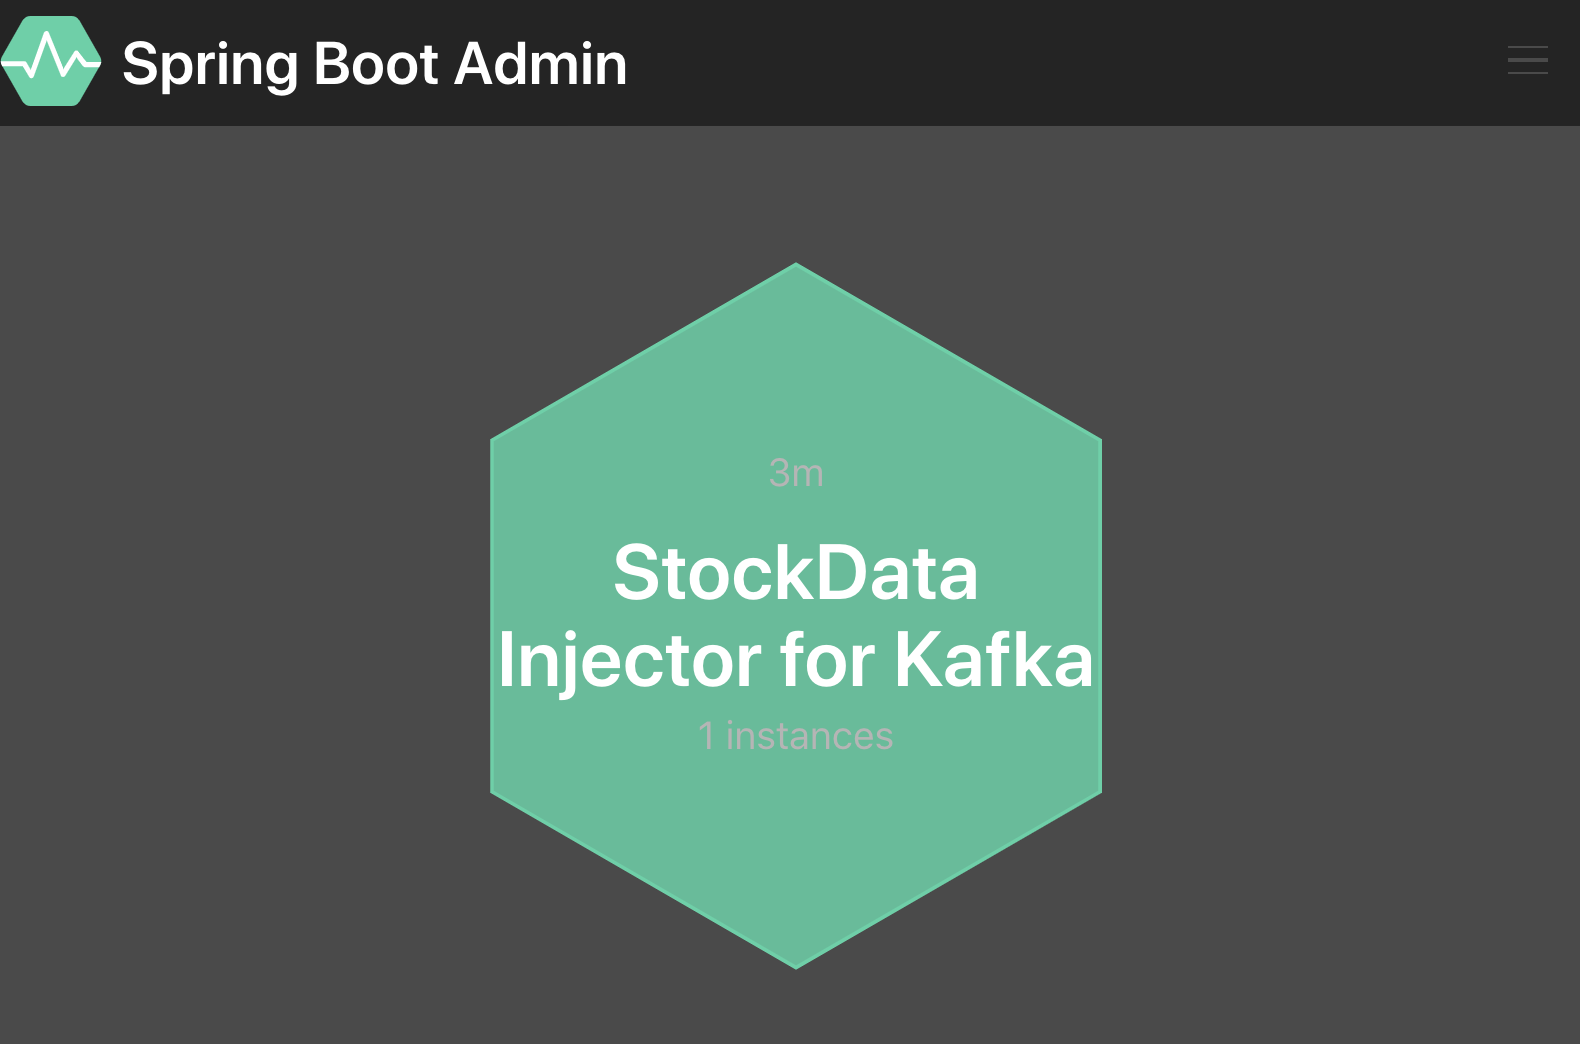 Spring Boot Admin
3m
StockData
Injector for Kafka
1 instances